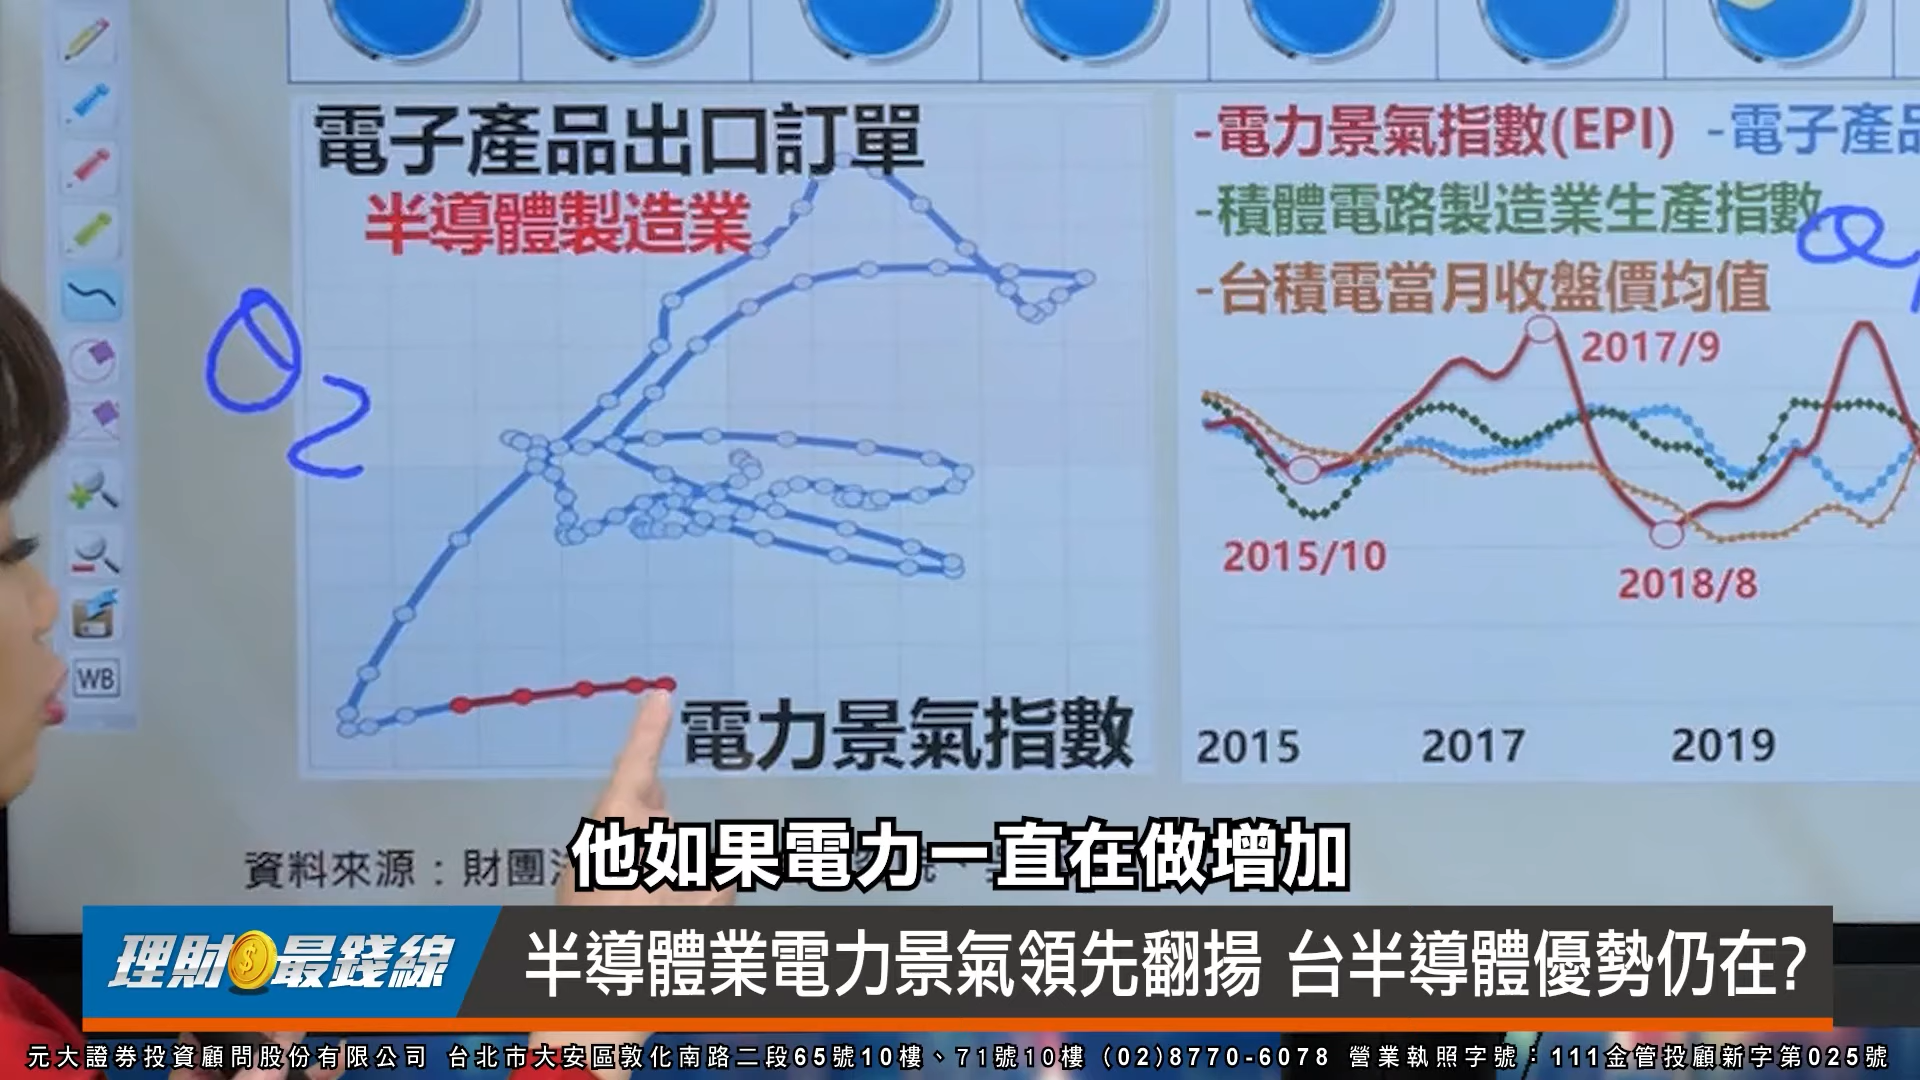 電子產品出口訂單
半導體製造業
電力景氣指數
-電力景氣指數(EPI) -電子產品
-積體電路製造業生產指數
-台積電當月收盤價均值
2017/9
2015/10
2018/8
2015 2017 2019
Q2
WB
資料來源：財團法
他如果電力一直在做增加
理財最錢線
半導體業電力景氣領先翻揚 台半導體優勢仍在?
元大證券投資顧問股份有限公司 台北市大安區敦化南路二段65號10樓、71號10樓 (02)8770-6078 營業執照字號：111金管投顧新字第025號